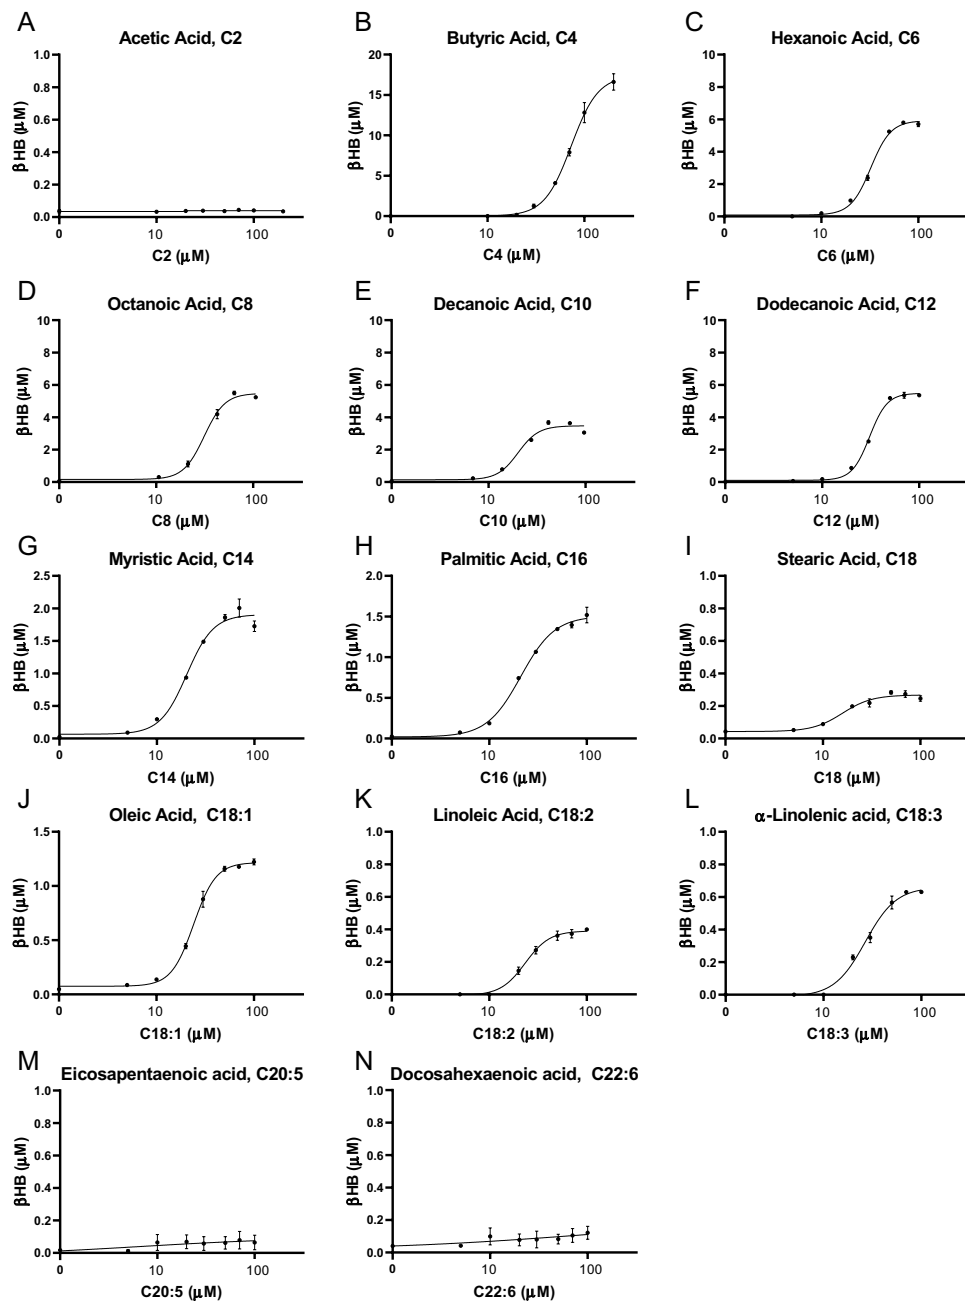 A
Acetic Acid, C2
1.0
0.8
0.6
0.4
0.2
0.0
βHB (μM)
0
10
100
C2 (μM)
B
Butyric Acid, C4
20
15
10
5
0
βHB (μM)
0
10
100
C4 (μM)
C
Hexanoic Acid, C6
10
8
6
4
2
0
βHB (μM)
0
10
100
C6 (μM)
D
Octanoic Acid, C8
10
8
6
4
2
0
βHB (μM)
0
10
100
C8 (μM)
E
Decanoic Acid, C10
10
8
6
4
2
0
βHB (μM)
0
10
100
C10 (μM)
F
Dodecanoic Acid, C12
10
8
6
4
2
0
βHB (μM)
0
10
100
C12 (μM)
G
Myristic Acid, C14
2.5
2.0
1.5
1.0
0.5
0.0
βHB (μM)
0
10
100
C14 (μM)
H
Palmitic Acid, C16
2.0
1.5
1.0
0.5
0.0
βHB (μM)
0
10
100
C16 (μM)
I
Stearic Acid, C18
1.0
0.8
0.6
0.4
0.2
0.0
βHB (μM)
0
10
100
C18 (μM)
J
Oleic Acid, C18:1
1.5
1.0
0.5
0.0
βHB (μM)
0
10
100
C18:1 (μM)
K
Linoleic Acid, C18:2
1.0
0.8
0.6
0.4
0.2
0.0
βHB (μM)
0
10
100
C18:2 (μM)
L
α-Linolenic acid, C18:3
1.0
0.8
0.6
0.4
0.2
0.0
βHB (μM)
0
10
100
C18:3 (μM)
M
Eicosapentaenoic acid, C20:5
1.0
0.8
0.6
0.4
0.2
0.0
βHB (μM)
0
10
100
C20:5 (μM)
N
Docosahexaenoic acid, C22:6
1.0
0.8
0.6
0.4
0.2
0.0
βHB (μM)
0
10
100
C22:6 (μM)